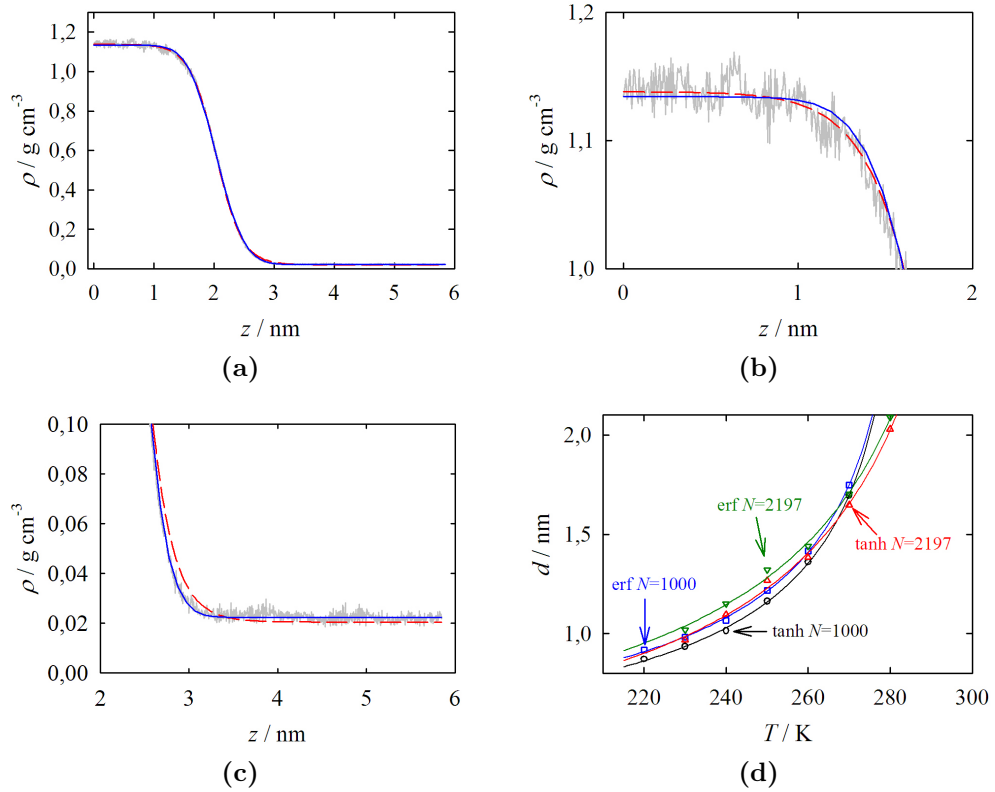 1,2
1,0
0,8
0,6
0,4
0,2
0,0
ρ / g cm⁻³
0 1 2 3 4 5 6
z / nm
(a)
1,2
1,1
1,0
ρ / g cm⁻³
0 1 2
z / nm
(b)
0,10
0,08
0,06
0,04
0,02
0,00
ρ / g cm⁻³
2 3 4 5 6
z / nm
(c)
2,0
1,5
1,0
d / nm
erf N=2197
tanh N=2197
erf N=1000
tanh N=1000
220 240 260 280 300
T / K
(d)